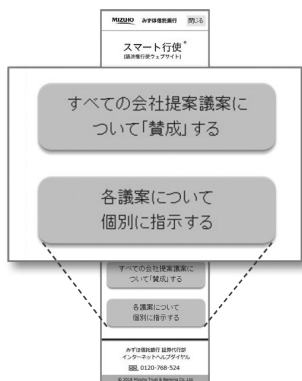 MIZUHO みずほ信託銀行 閉じる
スマート行使®
[議決権行使ウェブサイト]
すべての会社提案議案に
ついて「賛成」する
各議案について
個別に指示する
すべての会社提案議案に
ついて「賛成」する
各議案について
個別に指示する
みずほ信託銀行 証券代行部
インターネットヘルプダイヤル
0120-768-524
© 2018 Mizuho Trust & Banking Co., Ltd.